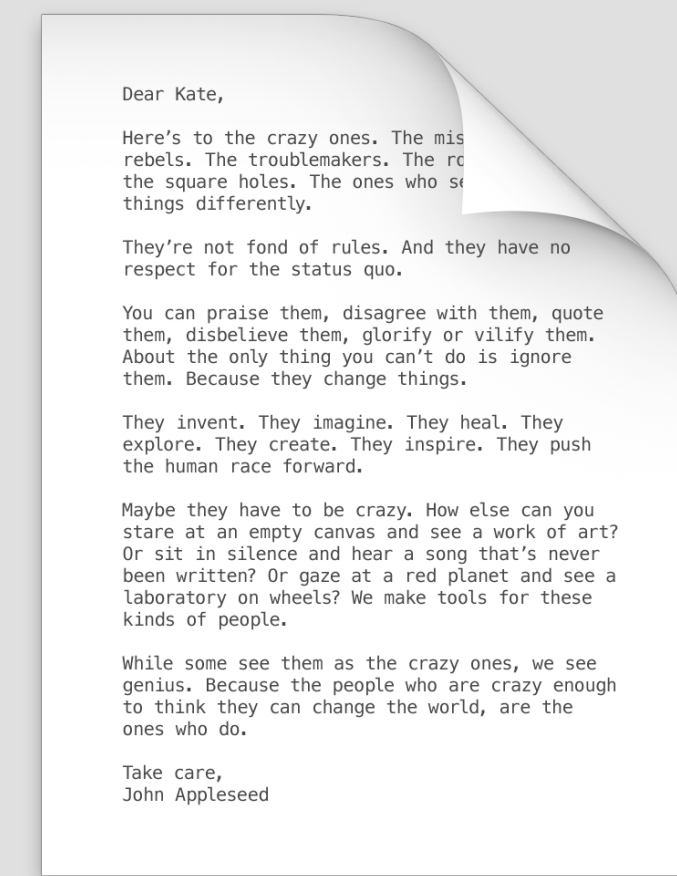 Dear Kate,
Here’s to the crazy ones. The
rebels. The troublemakers. The
the square holes. The ones who
things differently.
They’re not fond of rules. And they have no
respect for the status quo.
You can praise them, disagree with them, quote
them, disbelieve them, glorify or vilify them.
About the only thing you can’t do is ignore
them. Because they change things.
They invent. They imagine. They heal. They
explore. They create. They inspire. They push
the human race forward.
Maybe they have to be crazy. How else can you
stare at an empty canvas and see a work of art?
Or sit in silence and hear a song that’s never
been written? Or gaze at a red planet and see a
laboratory on wheels? We make tools for these
kinds of people.
While some see them as the crazy ones, we see
genius. Because the people who are crazy enough
to think they can change the world, are the
ones who do.
Take care,
John Appleseed